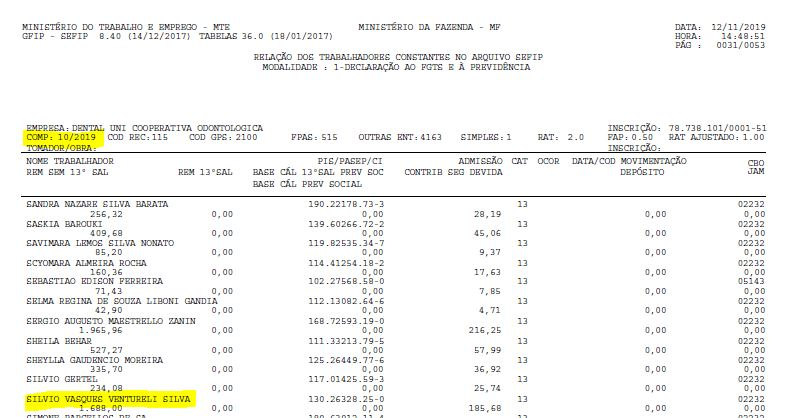 MINISTÉRIO DO TRABALHO E EMPREGO - MTE MINISTÉRIO DA FAZENDA - MF DATA: 12/11/2019
GFIP - SEFIP 8.40 (14/12/2017) TABELAS 36.0 (18/01/2017) HORA: 14:48:51
PÁG : 0031/0053
RELAÇÃO DOS TRABALHADORES CONSTANTES NO ARQUIVO SEFIP
MODALIDADE : 1-DECLARAÇÃO AO FGTS E À PREVIDÊNCIA
EMPRESA: DENTAL UNI COOPERATIVA ODONTOLOGICA INSCRIÇÃO: 78.738.101/0001-51
COMP: 10/2019 COD REC: 115 COD GPS: 2100 FPAS: 515 OUTRAS ENT: 4163 SIMPLES: 1 RAT: 2.0 FAP: 0.50 RAT AJUSTADO: 1.00
TOMADOR/OBRA: INSCRIÇÃO:
NOME TRABALHADOR PIS/PASEP/CI ADMISSÃO CAT OCOR DATA/COD MOVIMENTAÇÃO CBO
REM SEM 13° SAL REM 13°SAL BASE CÁL 13°SAL PREV SOC CONTRIB SEG DEVIDA DEPÓSITO JAM
BASE CÁL PREV SOCIAL
SANDRA NAZARE SILVA BARATA 190.22178.73-3 13 02232
256,32 0,00 0,00 28,19 0,00 0,00
SASKIA BAROUKI 139.60266.72-2 13 02232
409,68 0,00 0,00 45,06 0,00 0,00
SAVIMARA LEMOS SILVA NONATO 119.82535.34-7 13 02232
85,20 0,00 0,00 9,37 0,00 0,00
SCYOMARA ALMEIRA ROCHA 114.41254.18-2 13 02232
160,36 0,00 0,00 17,63 0,00 0,00
SEBASTIAO EDISON FERREIRA 102.27568.58-0 13 05143
71,43 0,00 0,00 7,85 0,00 0,00
SELMA REGINA DE SOUZA LIBONI GANDIA 112.13082.64-6 13 02232
42,90 0,00 0,00 4,71 0,00 0,00
SERGIO AUGUSTO MAESTRELLO ZANIN 168.72593.19-0 13 02232
1.965,96 0,00 0,00 216,25 0,00 0,00
SHEILA BEHAR 111.33213.79-5 13 02232
527,27 0,00 0,00 57,99 0,00 0,00
SHEYLLA GAUDENCIO MOREIRA 125.26449.77-6 13 02232
335,70 0,00 0,00 36,92 0,00 0,00
SILVIO GERTEL 117.01425.59-3 13 02232
234,08 0,00 0,00 25,74 0,00 0,00
SILVIO VASQUES VENTURELI SILVA 130.26328.25-0 13 02232
1.688,00 0,00 0,00 185,68 0,00 0,00